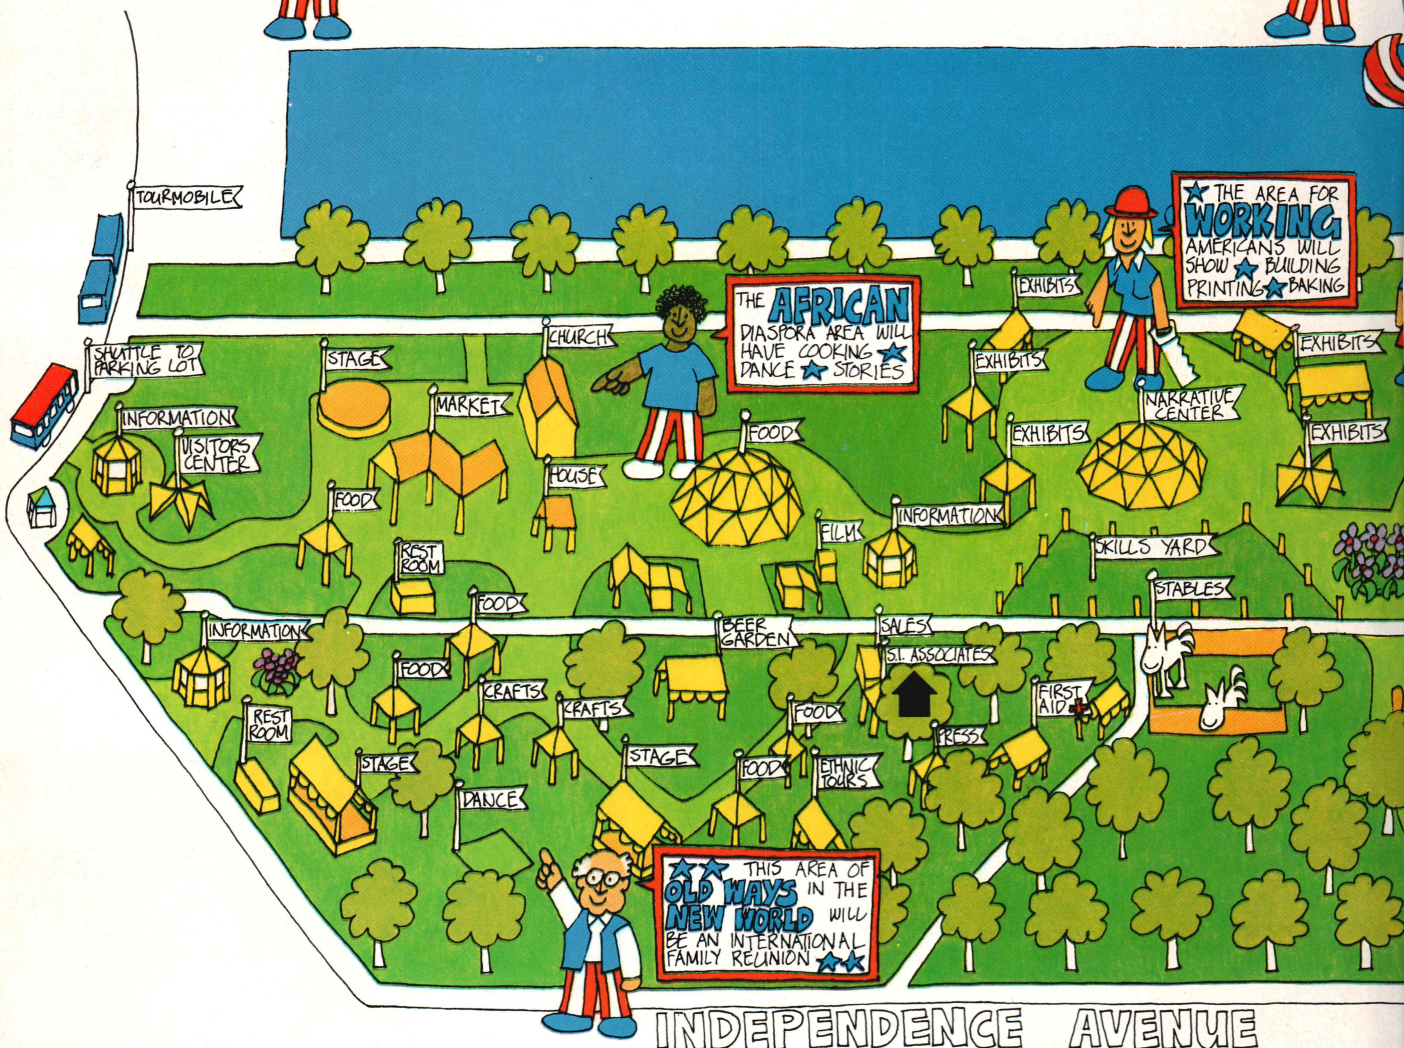 TOURMOBILE
THE AREA FOR
WORKING
AMERICANS WILL
SHOW BUILDING
PRINTING BAKING
EXHIBITS
THE AFRICAN
DIASPORA AREA WILL
HAVE COOKING
DANCE STORIES
CHURCH
SHUTTLE TO
PARKING LOT
STAGE
EXHIBITS
EXHIBITS
MARKET
NARRATIVE
CENTER
INFORMATION
VISITORS
CENTER
FOOD
EXHIBITS
EXHIBITS
HOUSE
FOOD
INFORMATION
FILM
REST
ROOM
SKILLS YARD
STABLES
FOOD
INFORMATION
BEER
GARDEN
SALES
S.I. ASSOCIATES
FOOD
CRAFTS
CRAFTS
FIRST
AID
REST
ROOM
FOOD
PRESS
STAGE
STAGE
FOOD
ETHNIC
TOURS
DANCE
THIS AREA OF
OLD WAYS IN THE
NEW WORLD WILL
BE AN INTERNATIONAL
FAMILY REUNION
INDEPENDENCE AVENUE